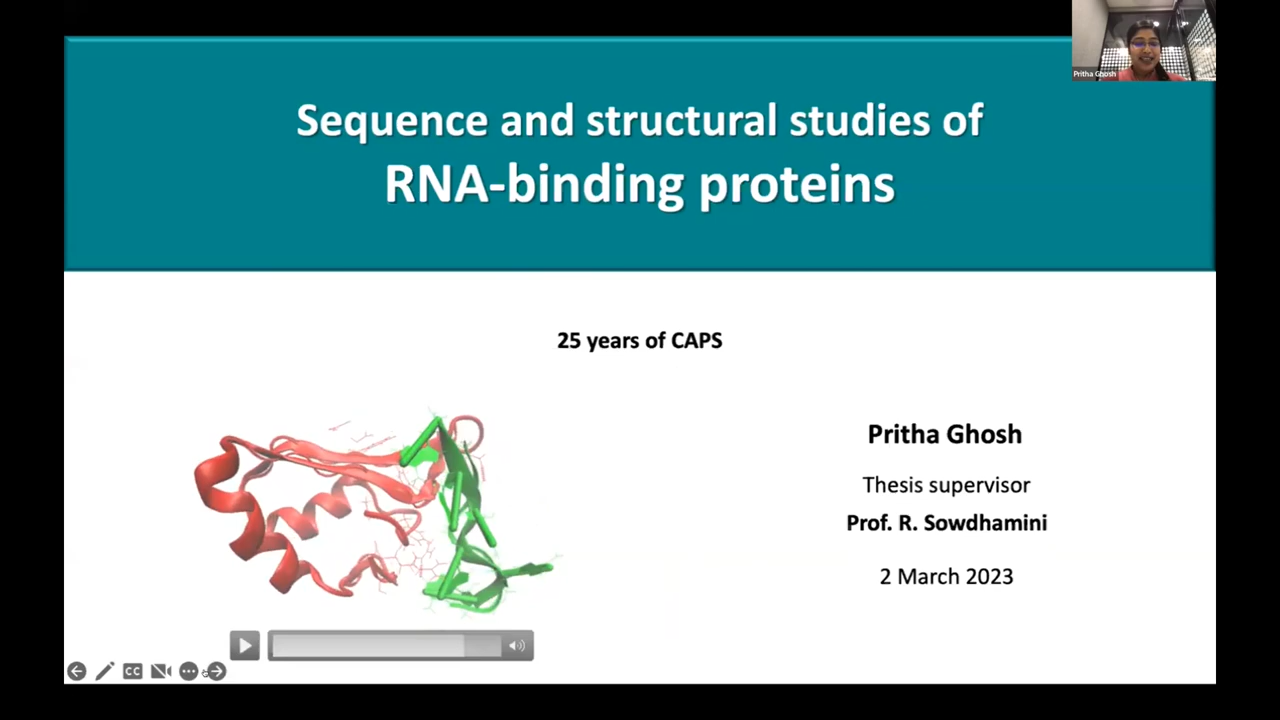 Pritha Ghosh
Sequence and structural studies of
RNA-binding proteins
25 years of CAPS
Pritha Ghosh
Thesis supervisor
Prof. R. Sowdhamini
2 March 2023
CC